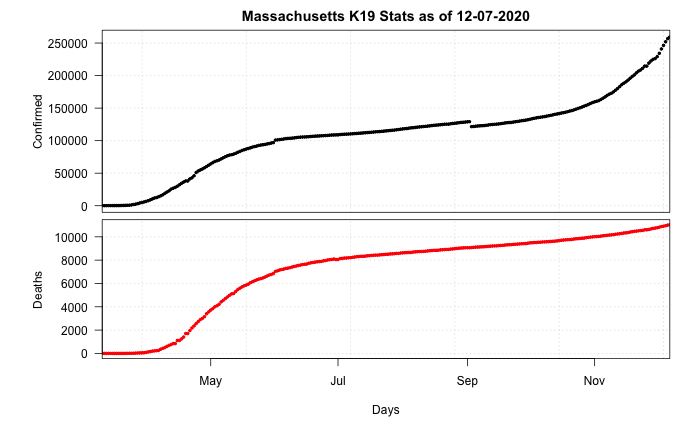 Massachusetts K19 Stats as of 12-07-2020
250000
200000
150000
100000
50000
0
Confirmed
10000
8000
6000
4000
2000
0
Deaths
May Jul Sep Nov
Days